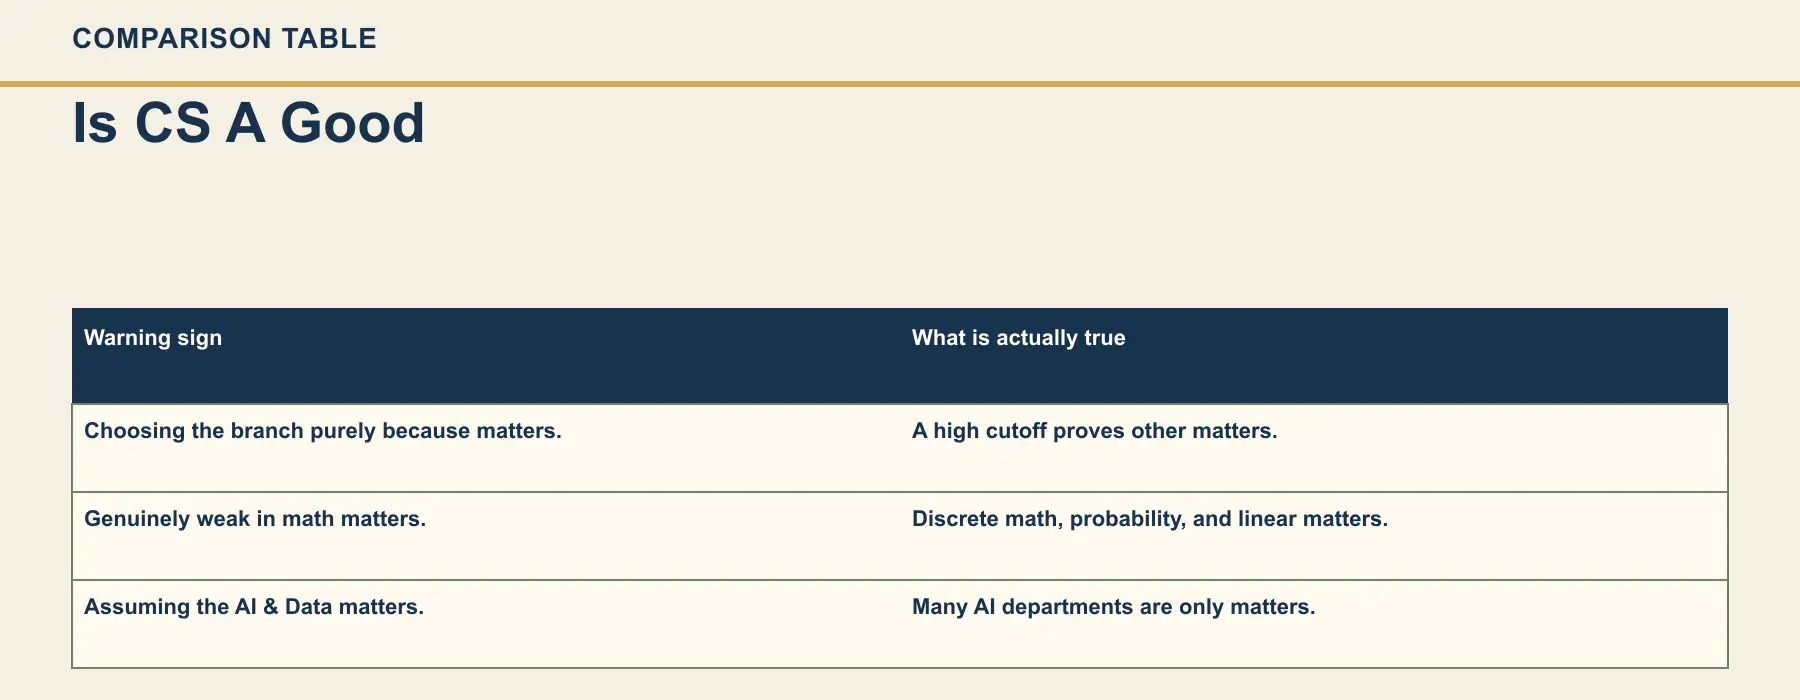 COMPARISON TABLE
Is CS A Good
Warning sign
What is actually true
Choosing the branch purely because matters.
A high cutoff proves other matters.
Genuinely weak in math matters.
Discrete math, probability, and linear matters.
Assuming the AI & Data matters.
Many AI departments are only matters.